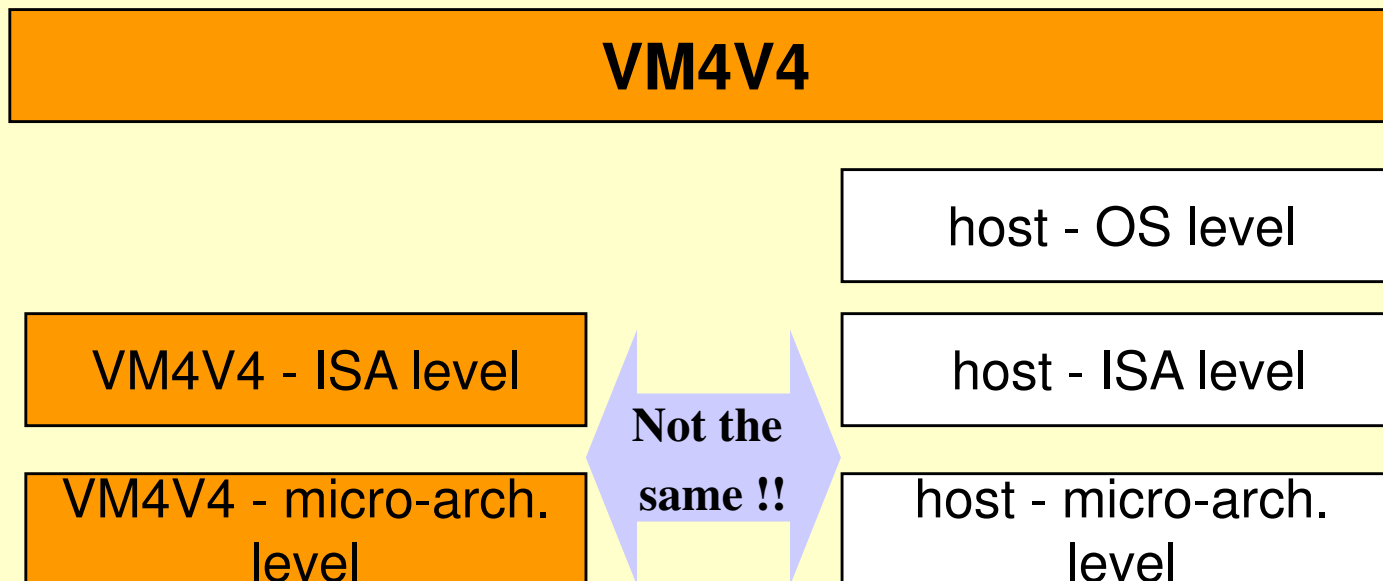 VM4V4
host - OS level
VM4V4 - ISA level
host - ISA level
Not the
same !!
VM4V4 - micro-arch.
level
host - micro-arch.
level